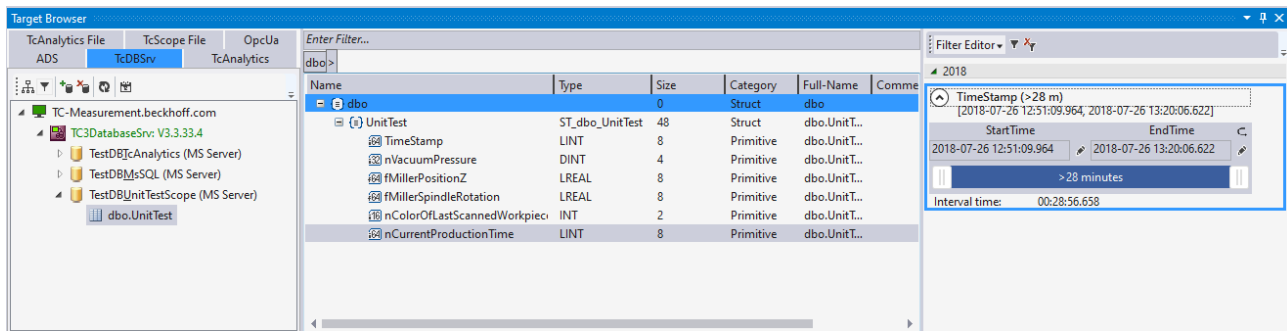 Target Browser
TcAnalytics File TcScope File OpcUa
ADS TcDBSrv TcAnalytics
TC-Measurement.beckhoff.com
TC3DatabaseSrv: V3.3.33.4
TestDBTcAnalytics (MS Server)
TestDBMsSQL (MS Server)
TestDBUnitTestScope (MS Server)
dbo.UnitTest
Enter Filter...
dbo >
Name Type Size Category Full-Name Comme
dbo 0 Struct dbo
UnitTest ST_dbo_UnitTest 48 Struct dbo.UnitT...
TimeStamp LINT 8 Primitive dbo.UnitT...
nVacuumPressure DINT 4 Primitive dbo.UnitT...
fMillerPositionZ LREAL 8 Primitive dbo.UnitT...
fMillerSpindleRotation LREAL 8 Primitive dbo.UnitT...
nColorOfLastScannedWorkpiece INT 2 Primitive dbo.UnitT...
nCurrentProductionTime LINT 8 Primitive dbo.UnitT...
Filter Editor
2018
TimeStamp (>28 m)
[2018-07-26 12:51:09.964, 2018-07-26 13:20:06.622]
StartTime EndTime
2018-07-26 12:51:09.964 2018-07-26 13:20:06.622
>28 minutes
Interval time: 00:28:56.658